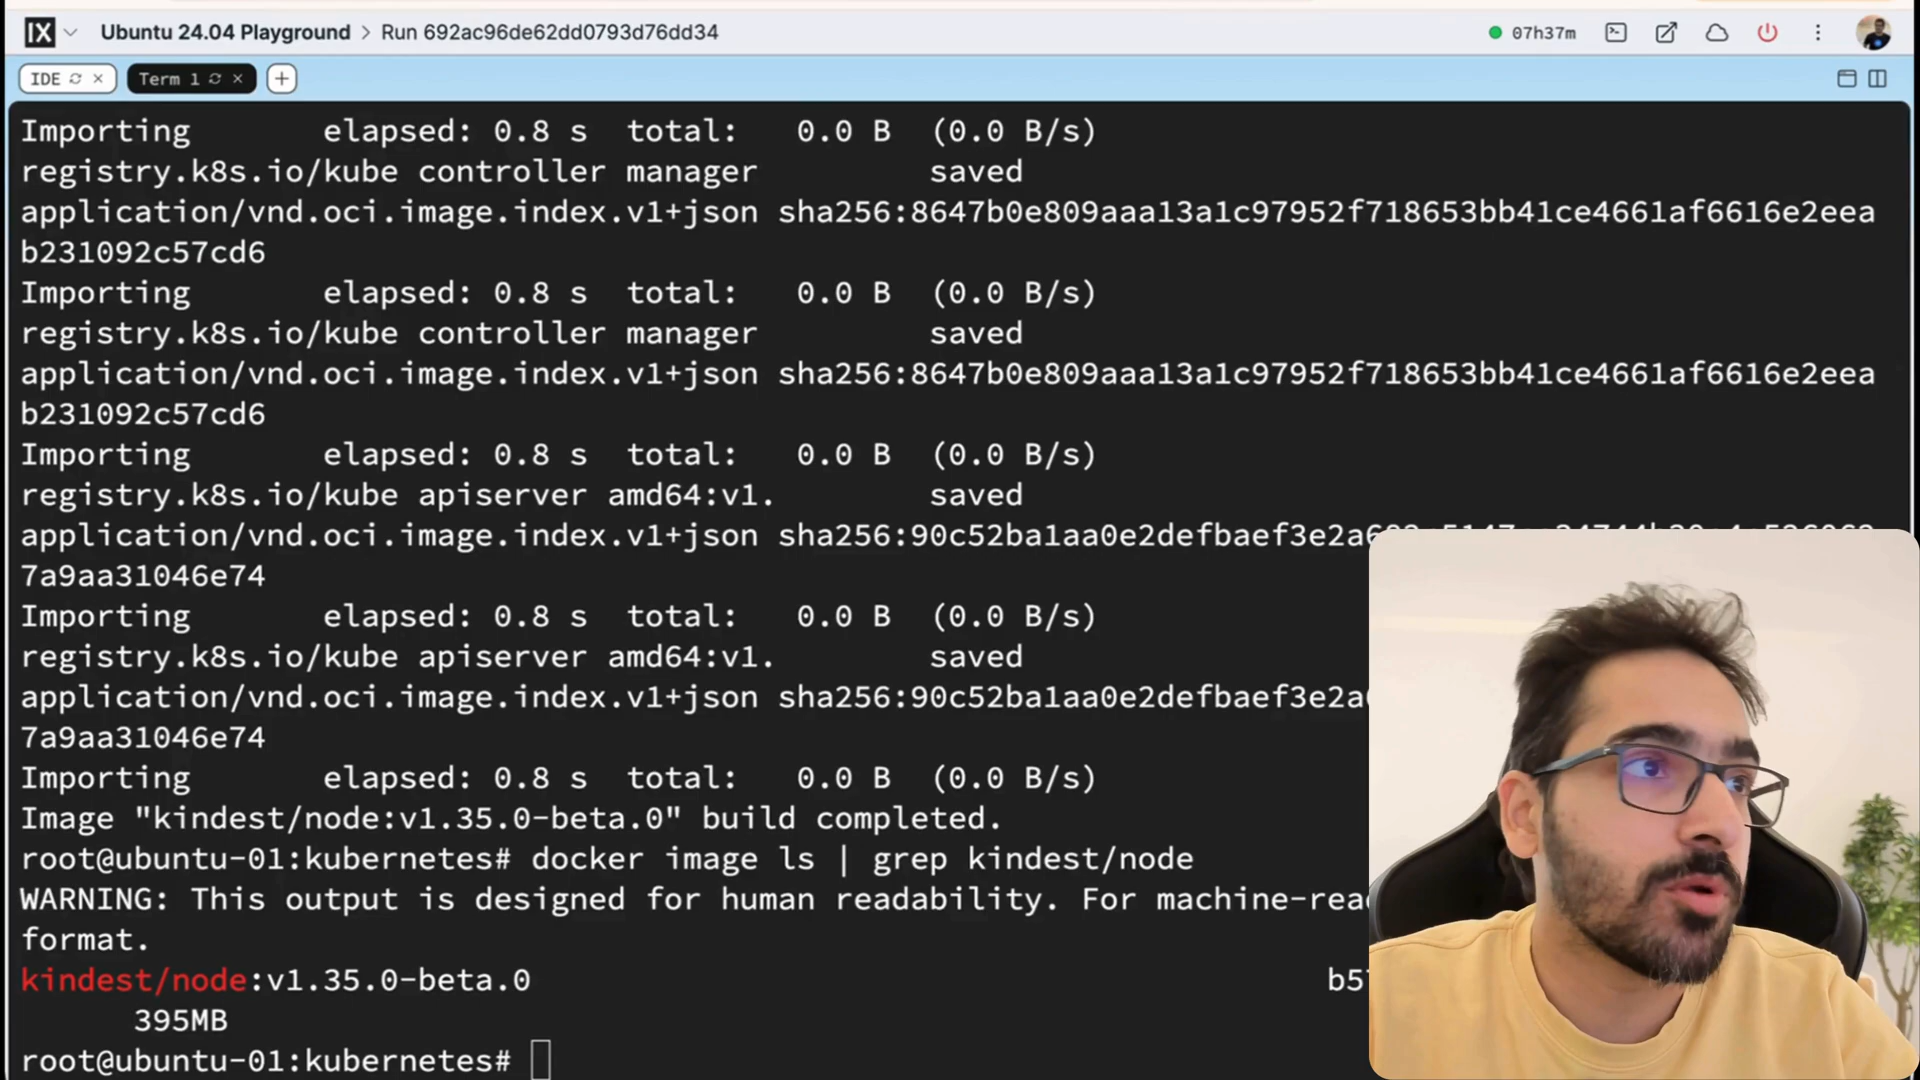 Ubuntu 24.04 Playground > Run 692ac96de62dd0793d76dd34
07h37m
IDE
Term 1
Importing elapsed: 0.8 s total: 0.0 B (0.0 B/s)
registry.k8s.io/kube controller manager saved
application/vnd.oci.image.index.v1+json sha256:8647b0e809aaa13a1c97952f718653bb41ce4661af6616e2eea
b231092c57cd6
Importing elapsed: 0.8 s total: 0.0 B (0.0 B/s)
registry.k8s.io/kube controller manager saved
application/vnd.oci.image.index.v1+json sha256:8647b0e809aaa13a1c97952f718653bb41ce4661af6616e2eea
b231092c57cd6
Importing elapsed: 0.8 s total: 0.0 B (0.0 B/s)
registry.k8s.io/kube apiserver amd64:v1. saved
application/vnd.oci.image.index.v1+json sha256:90c52ba1aa0e2defbaef3e2a
7a9aa31046e74
Importing elapsed: 0.8 s total: 0.0 B (0.0 B/s)
registry.k8s.io/kube apiserver amd64:v1. saved
application/vnd.oci.image.index.v1+json sha256:90c52ba1aa0e2defbaef3e2a
7a9aa31046e74
Importing elapsed: 0.8 s total: 0.0 B (0.0 B/s)
Image "kindest/node:v1.35.0-beta.0" build completed.
root@ubuntu-01:kubernetes# docker image ls | grep kindest/node
WARNING: This output is designed for human readability. For machine-rea
format.
kindest/node:v1.35.0-beta.0 b5
395MB
root@ubuntu-01:kubernetes#